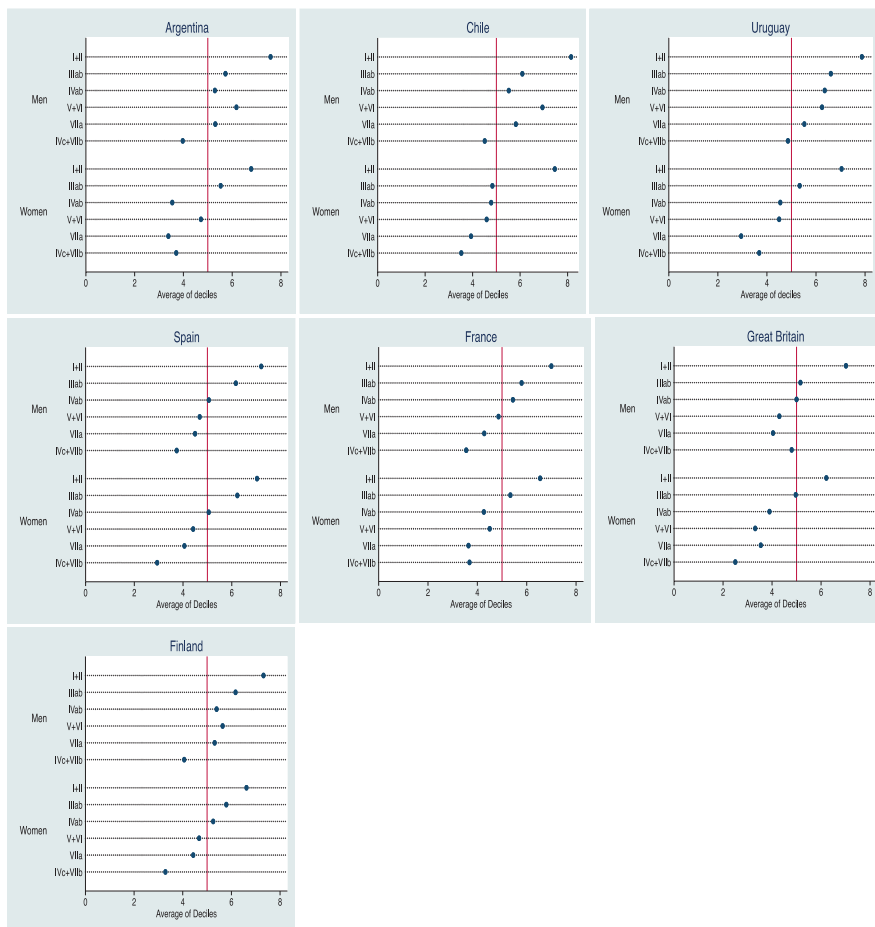 Argentina
Men
I+II
IIIab
IVab
V+VI
VIIa
IVc+VIIb
Women
I+II
IIIab
IVab
V+VI
VIIa
IVc+VIIb
0 2 4 6 8
Average of Deciles
Chile
Men
I+II
IIIab
IVab
V+VI
VIIa
IVc+VIIb
Women
I+II
IIIab
IVab
V+VI
VIIa
IVc+VIIb
0 2 4 6 8
Average of Deciles
Uruguay
Men
I+II
IIIab
IVab
V+VI
VIIa
IVc+VIIb
Women
I+II
IIIab
IVab
V+VI
VIIa
IVc+VIIb
0 2 4 6 8
Average of deciles
Spain
Men
I+II
IIIab
IVab
V+VI
VIIa
IVc+VIIb
Women
I+II
IIIab
IVab
V+VI
VIIa
IVc+VIIb
0 2 4 6 8
Average of Deciles
France
Men
I+II
IIIab
IVab
V+VI
VIIa
IVc+VIIb
Women
I+II
IIIab
IVab
V+VI
VIIa
IVc+VIIb
0 2 4 6 8
Average of Deciles
Great Britain
Men
I+II
IIIab
IVab
V+VI
VIIa
IVc+VIIb
Women
I+II
IIIab
IVab
V+VI
VIIa
IVc+VIIb
0 2 4 6 8
Average of Deciles
Finland
Men
I+II
IIIab
IVab
V+VI
VIIa
IVc+VIIb
Women
I+II
IIIab
IVab
V+VI
VIIa
IVc+VIIb
0 2 4 6 8
Average of Deciles